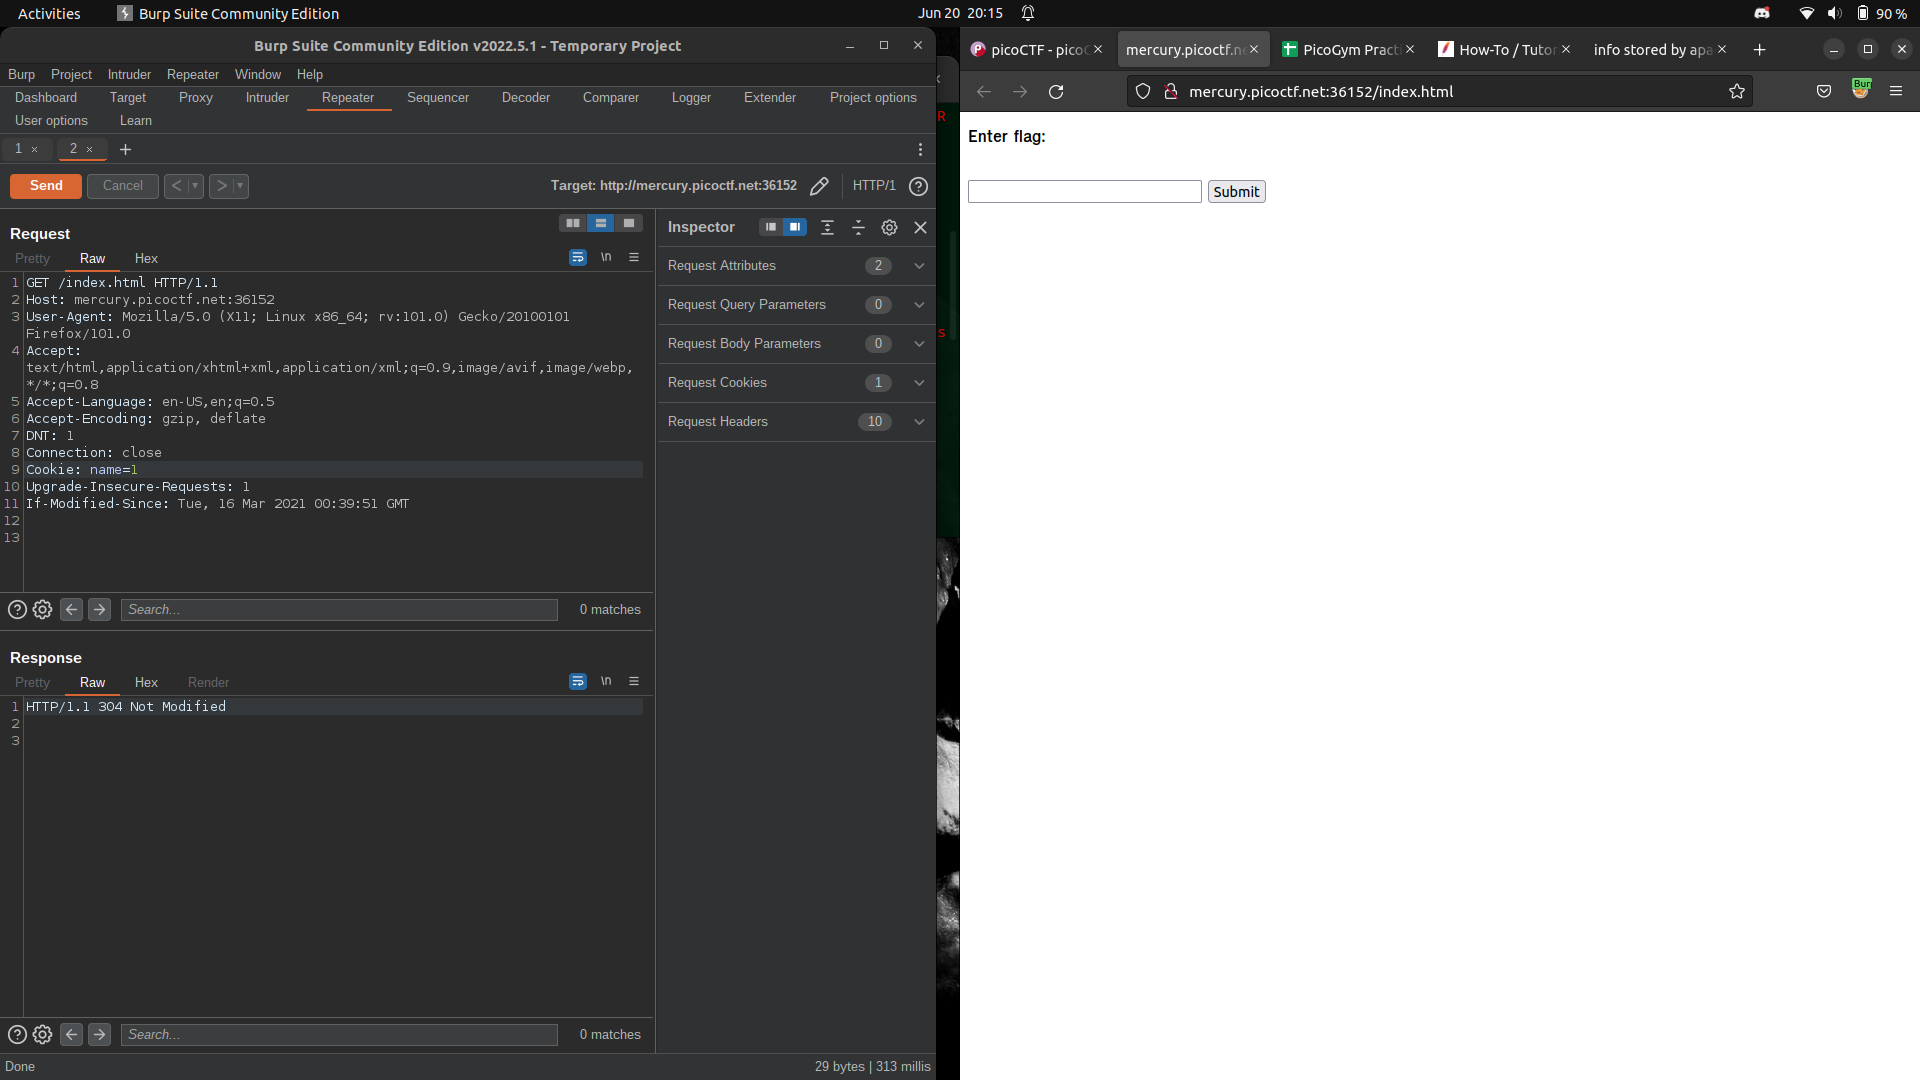 Activities
Burp Suite Community Edition
Jun 20 20:15
90 %
Burp Suite Community Edition v2022.5.1 - Temporary Project
Burp Project Intruder Repeater Window Help
Dashboard Target Proxy Intruder Repeater Sequencer Decoder Comparer Logger Extender Project options
User options Learn
1 × 2 × +
Send Cancel < > Target: http://mercury.picoctf.net:36152 HTTP/1 ?
Request
Pretty Raw Hex \n
1 GET /index.html HTTP/1.1
2 Host: mercury.picoctf.net:36152
3 User-Agent: Mozilla/5.0 (X11; Linux x86_64; rv:101.0) Gecko/20100101
Firefox/101.0
4 Accept:
text/html,application/xhtml+xml,application/xml;q=0.9,image/avif,image/webp,
*/*;q=0.8
5 Accept-Language: en-US,en;q=0.5
6 Accept-Encoding: gzip, deflate
7 DNT: 1
8 Connection: close
9 Cookie: name=1
10 Upgrade-Insecure-Requests: 1
11 If-Modified-Since: Tue, 16 Mar 2021 00:39:51 GMT
12
13
Search... 0 matches
Response
Pretty Raw Hex Render \n
1 HTTP/1.1 304 Not Modified
2
3
Search... 0 matches
Done 29 bytes | 313 millis
Inspector
Request Attributes 2
Request Query Parameters 0
Request Body Parameters 0
Request Cookies 1
Request Headers 10
R
s
picoCTF - picoC mercury.picoctf.ne PicoGym Practi How-To / Tutor info stored by apa
Bur
mercury.picoctf.net:36152/index.html
Enter flag:
Submit